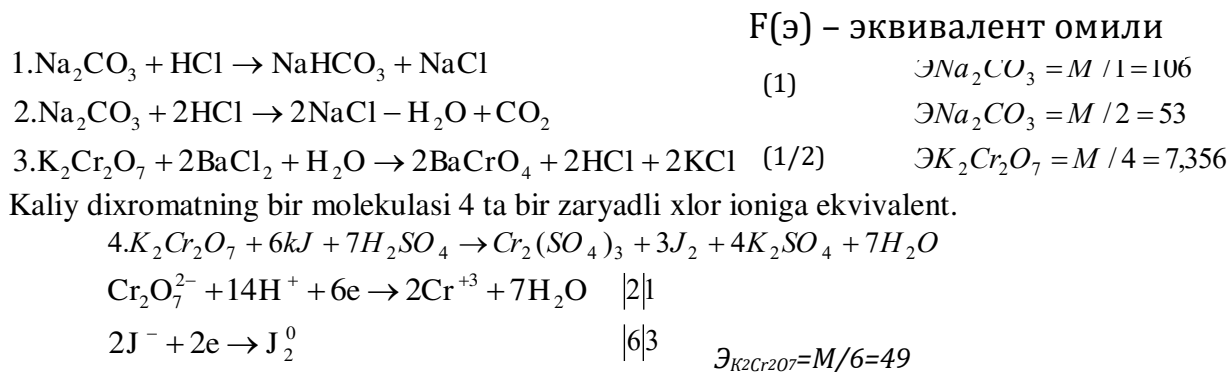 F(э) – эквивалент омили
1.Na₂CO₃ + HCl → NaHCO₃ + NaCl (1) ЭNa₂CO₃ = M / 1 = 106
2.Na₂CO₃ + 2HCl → 2NaCl – H₂O + CO₂ ЭNa₂CO₃ = M / 2 = 53
3.K₂Cr₂O₇ + 2BaCl₂ + H₂O → 2BaCrO₄ + 2HCl + 2KCl (1/2) ЭK₂Cr₂O₇ = M / 4 = 7,356
Kaliy dixromatning bir molekulasi 4 ta bir zaryadli xlor ioniga ekvivalent.
4.K₂Cr₂O₇ + 6kJ + 7H₂SO₄ → Cr₂(SO₄)₃ + 3J₂ + 4K₂SO₄ + 7H₂O
Cr₂O₇²⁻ + 14H⁺ + 6e → 2Cr⁺³ + 7H₂O |2|1
2J⁻ + 2e → J₂⁰ |6|3
Э_K2Cr2O7=M/6=49